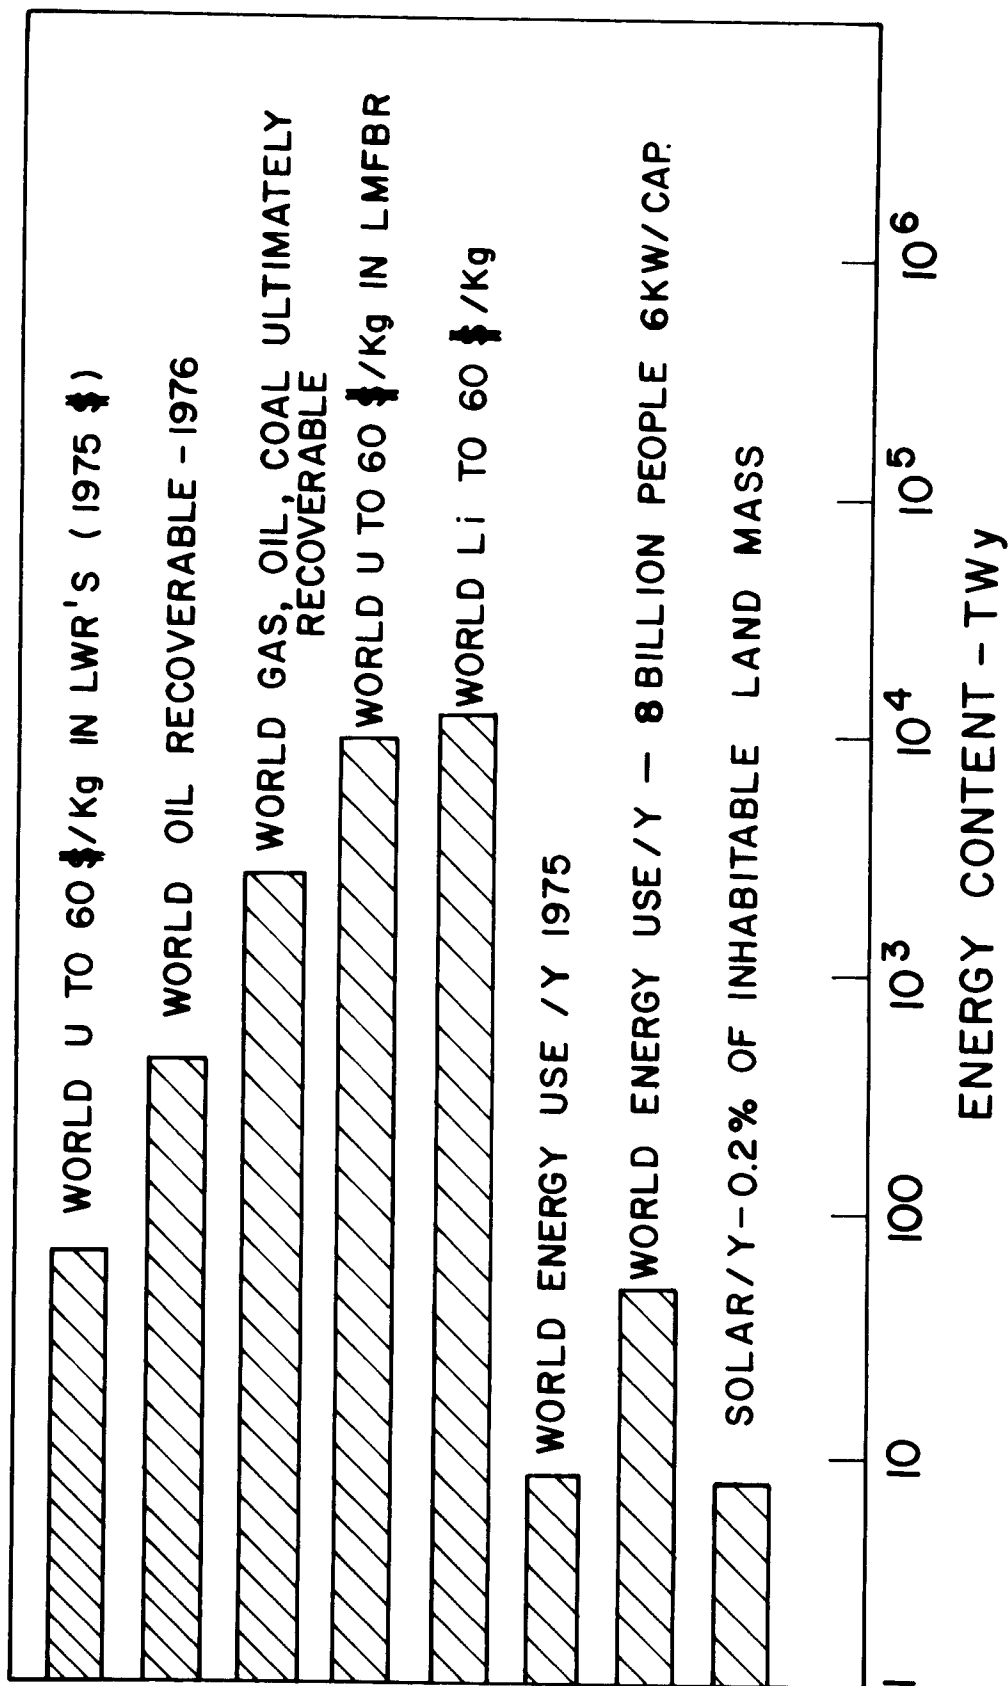 WORLD U TO 60 $/Kg IN LWR'S (1975 $)
WORLD OIL RECOVERABLE - 1976
WORLD GAS, OIL, COAL ULTIMATELY
RECOVERABLE
WORLD U TO 60 $/Kg IN LMFBR
WORLD Li TO 60 $/Kg
WORLD ENERGY USE /Y 1975
WORLD ENERGY USE/Y - 8 BILLION PEOPLE 6KW/CAP.
SOLAR/Y-0.2% OF INHABITABLE LAND MASS
1 10 100 10³ 10⁴ 10⁵ 10⁶
ENERGY CONTENT - TWy